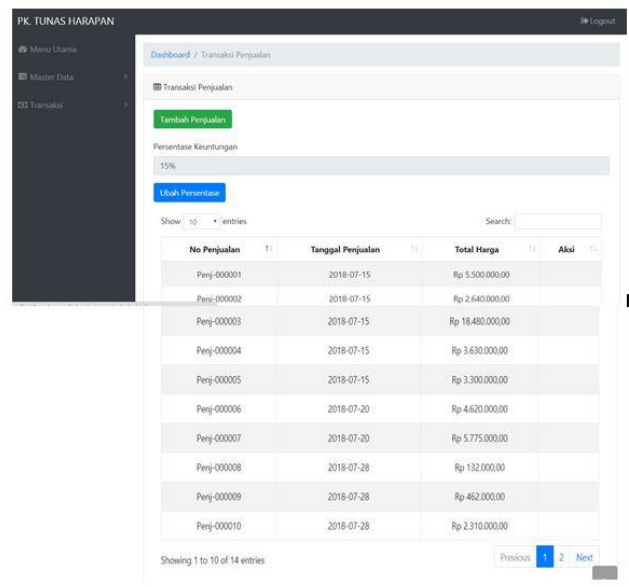 PK. TUNAS HARAPAN
Logout
Menu Utama
Master Data
Transaksi
Dashboard / Transaksi Penjualan
Transaksi Penjualan
Tambah Penjualan
Persentase Keuntungan
15%
Ubah Persentase
Show 10 entries Search:
No Penjualan Tanggal Penjualan Total Harga Aksi
Penj-000001 2018-07-15 Rp 5.500.000,00
Penj-000002 2018-07-15 Rp 2.640.000,00
Penj-000003 2018-07-15 Rp 18.480.000,00
Penj-000004 2018-07-15 Rp 3.630.000,00
Penj-000005 2018-07-15 Rp 3.300.000,00
Penj-000006 2018-07-20 Rp 4.620.000,00
Penj-000007 2018-07-20 Rp 5.775.000,00
Penj-000008 2018-07-28 Rp 132.000,00
Penj-000009 2018-07-28 Rp 462.000,00
Penj-000010 2018-07-28 Rp 2.310.000,00
Showing 1 to 10 of 14 entries Previous 1 2 Next